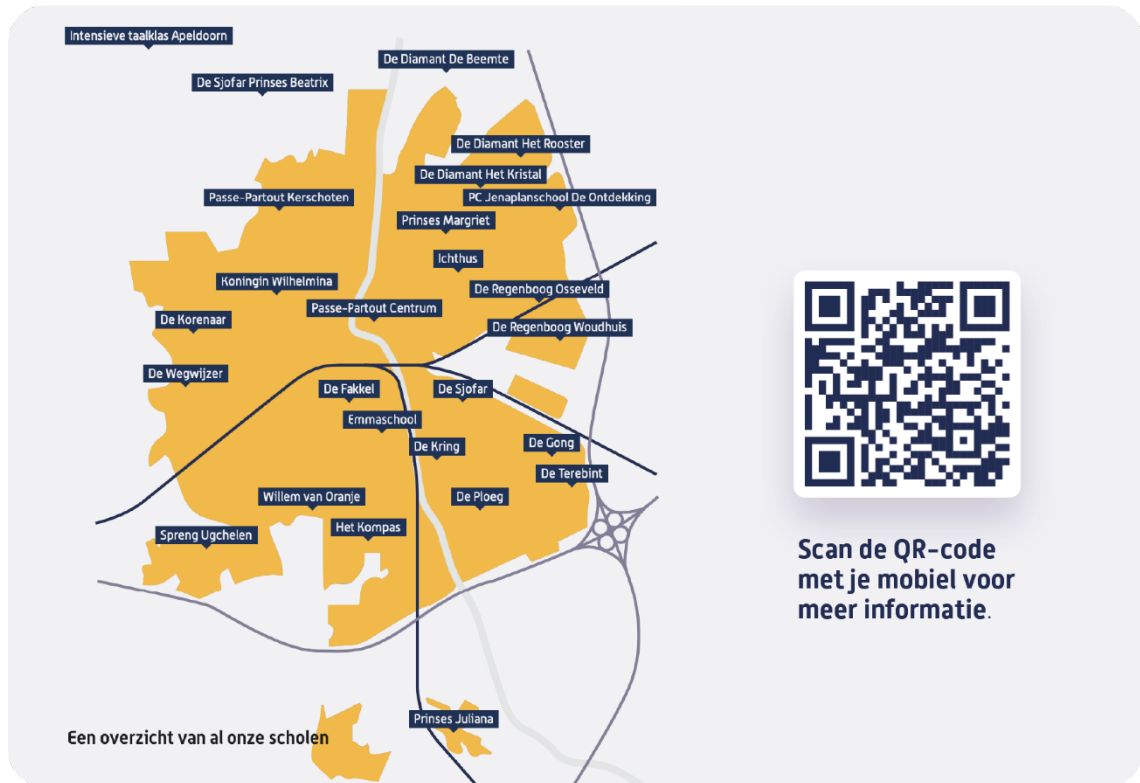 Intensieve taalklas Apeldoorn
De Diamant De Beemte
De Sjofar Prinses Beatrix
De Diamant Het Rooster
De Diamant Het Kristal
Passe-Partout Kerschoten
PC Jenaplanschool De Ontdekking
Prinses Margriet
Ichthus
Koningin Wilhelmina
De Regenboog Osseveld
Passe-Partout Centrum
De Korenaar
De Regenboog Woudhuis
De Wegwijzer
De Fakkel
De Sjofar
Emmaschool
De Kring
De Gong
De Terebint
Willem van Oranje
De Ploeg
Het Kompas
Spreng Ugchelen
Prinses Juliana
Een overzicht van al onze scholen
Scan de QR-code
met je mobiel voor
meer informatie.